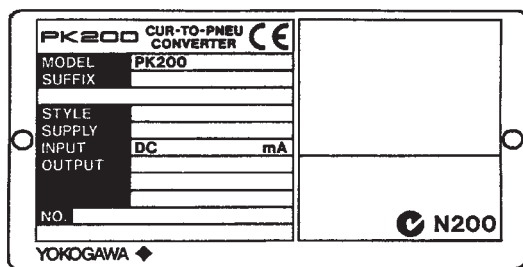 PK200 CUR-TO-PNEU CONVERTER CE
MODEL PK200
SUFFIX
STYLE
SUPPLY
INPUT DC mA
OUTPUT
NO.
N200
YOKOGAWA